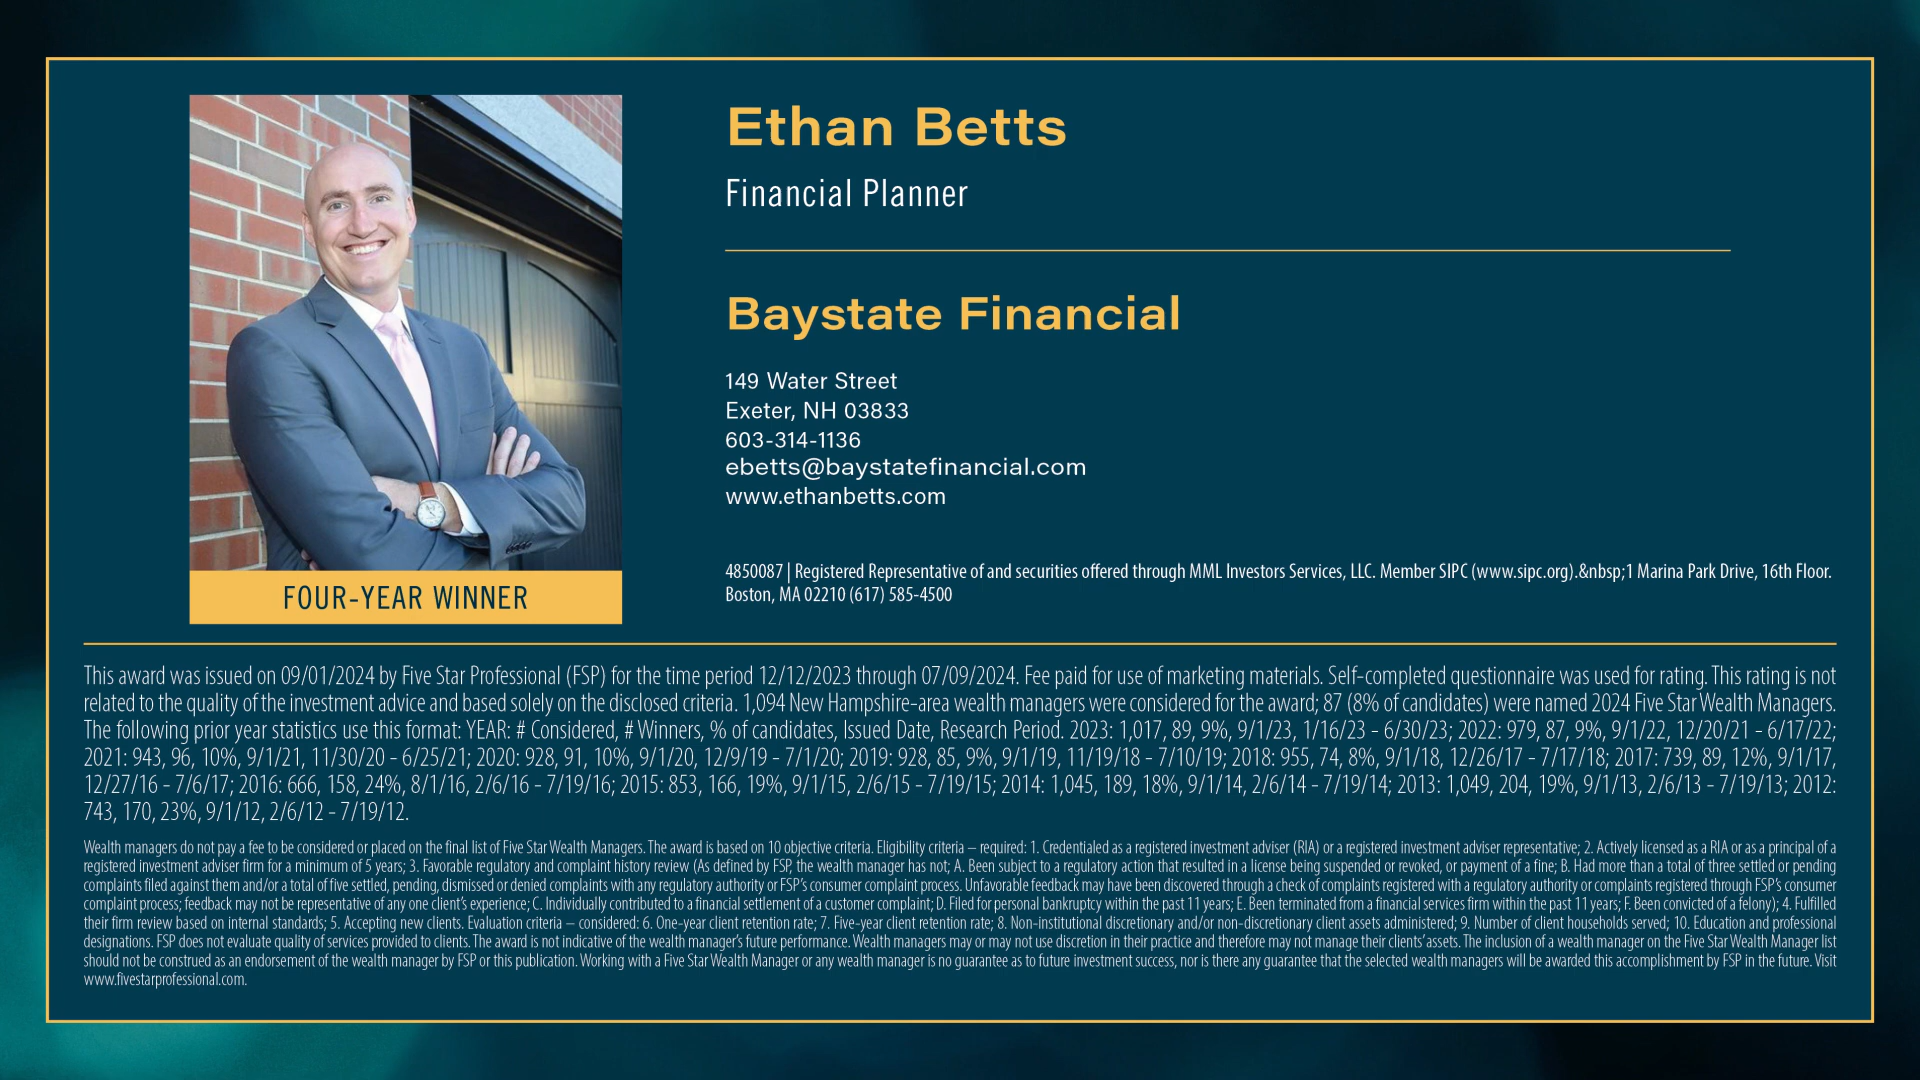 Ethan Betts
Financial Planner
Baystate Financial
149 Water Street
Exeter, NH 03833
603-314-1136
ebetts@baystatefinancial.com
www.ethanbetts.com
4850087 | Registered Representative of and securities offered through MML Investors Services, LLC. Member SIPC (www.sipc.org).&nbsp;1 Marina Park Drive, 16th Floor.
Boston, MA 02210 (617) 585-4500
FOUR-YEAR WINNER
This award was issued on 09/01/2024 by Five Star Professional (FSP) for the time period 12/12/2023 through 07/09/2024. Fee paid for use of marketing materials. Self-completed questionnaire was used for rating. This rating is not
related to the quality of the investment advice and based solely on the disclosed criteria. 1,094 New Hampshire-area wealth managers were considered for the award; 87 (8% of candidates) were named 2024 Five Star Wealth Managers.
The following prior year statistics use this format: YEAR: # Considered, # Winners, % of candidates, Issued Date, Research Period. 2023: 1,017, 89, 9%, 9/1/23, 1/16/23 - 6/30/23; 2022: 979, 87, 9%, 9/1/22, 12/20/21 - 6/17/22;
2021: 943, 96, 10%, 9/1/21, 11/30/20 - 6/25/21; 2020: 928, 91, 10%, 9/1/20, 12/9/19 - 7/1/20; 2019: 928, 85, 9%, 9/1/19, 11/19/18 - 7/10/19; 2018: 955, 74, 8%, 9/1/18, 12/26/17 - 7/17/18; 2017: 739, 89, 12%, 9/1/17,
12/27/16 - 7/6/17; 2016: 666, 158, 24%, 8/1/16, 2/6/16 - 7/19/16; 2015: 853, 166, 19%, 9/1/15, 2/6/15 - 7/19/15; 2014: 1,045, 189, 18%, 9/1/14, 2/6/14 - 7/19/14; 2013: 1,049, 204, 19%, 9/1/13, 2/6/13 - 7/19/13; 2012:
743, 170, 23%, 9/1/12, 2/6/12 - 7/19/12.
Wealth managers do not pay a fee to be considered or placed on the final list of Five Star Wealth Managers. The award is based on 10 objective criteria. Eligibility criteria – required: 1. Credentialed as a registered investment adviser (RIA) or a registered investment adviser representative; 2. Actively licensed as a RIA or as a principal of a
registered investment adviser firm for a minimum of 5 years; 3. Favorable regulatory and complaint history review (As defined by FSP, the wealth manager has not; A. Been subject to a regulatory action that resulted in a license being suspended or revoked, or payment of a fine; B. Had more than a total of three settled or pending
complaints filed against them and/or a total of five settled, pending, dismissed or denied complaints with any regulatory authority or FSP's consumer complaint process. Unfavorable feedback may have been discovered through a check of complaints registered with a regulatory authority or complaints registered through FSP's consumer
complaint process; feedback may not be representative of any one client's experience; C. Individually contributed to a financial settlement of a customer complaint; D. Filed for personal bankruptcy within the past 11 years; E. Been terminated from a financial services firm within the past 11 years; F. Been convicted of a felony); 4. Fulfilled
their firm review based on internal standards; 5. Accepting new clients. Evaluation criteria – considered: 6. One-year client retention rate; 7. Five-year client retention rate; 8. Non-institutional discretionary and/or non-discretionary client assets administered; 9. Number of client households served; 10. Education and professional
designations. FSP does not evaluate quality of services provided to clients. The award is not indicative of the wealth manager's future performance. Wealth managers may or may not use discretion in their practice and therefore may not manage their clients' assets. The inclusion of a wealth manager on the Five Star Wealth Manager list
should not be construed as an endorsement of the wealth manager by FSP or this publication. Working with a Five Star Wealth Manager or any wealth manager is no guarantee as to future investment success, nor is there any guarantee that the selected wealth managers will be awarded this accomplishment by FSP in the future. Visit
www.fivestarprofessional.com.